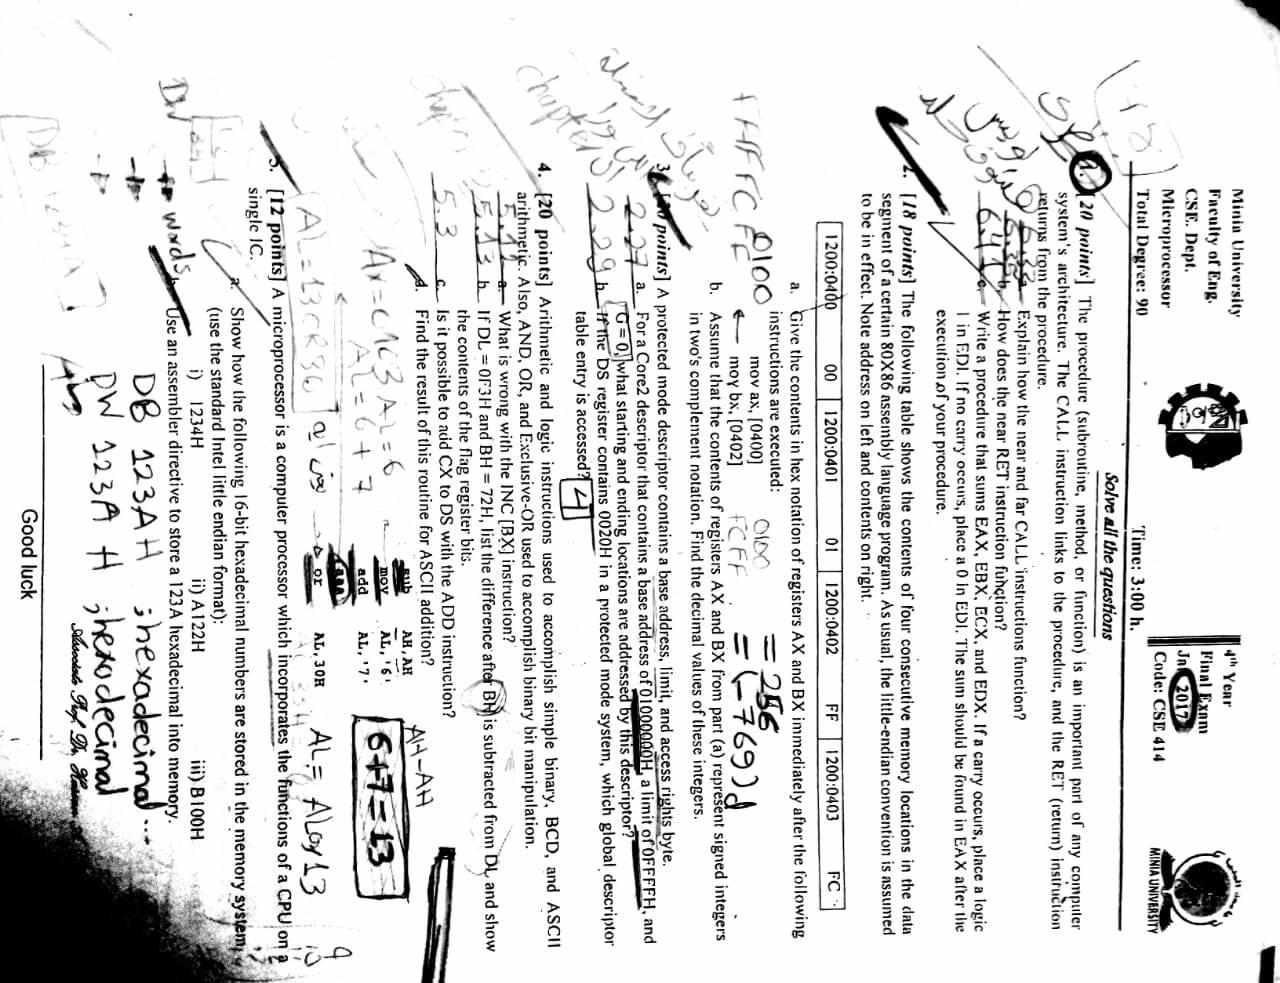 Minia University
Faculty of Eng.
CSE. Dept.
Microprocessor
Total Degree: 90
4th Year
Final Exam
Jn 2017
Code: CSE 414
Time: 3:00 h.
MINIA UNIVERSITY
Solve all the questions
1. [20 points] The procedure (subroutine, method, or function) is an important part of any computer
system's architecture. The CALL instruction links to the procedure, and the RET (return) instruction
returns from the procedure.
6.33 a. Explain how the near and far CALL instructions function?
6.35 b. How does the near RET instruction function?
6.41 c. Write a procedure that sums EAX, EBX, ECX, and EDX. If a carry occurs, place a logic
1 in EDI. If no carry occurs, place a 0 in EDI. The sum should be found in EAX after the
execution of your procedure.
2. [18 points] The following table shows the contents of four consecutive memory locations in the data
segment of a certain 80X86 assembly language program. As usual, the little-endian convention is assumed
to be in effect. Note address on left and contents on right.
1200:0400 00 1200:0401 01 1200:0402 FF 1200:0403 FC
a. Give the contents in hex notation of registers AX and BX immediately after the following
instructions are executed:
0100 mov ax, [0400] 0100 = 256
FC FF ← mov bx, [0402] FCFF = (-769)d
b. Assume that the contents of registers AX and BX from part (a) represent signed integers
in two's complement notation. Find the decimal values of these integers.
3. [20 points] A protected mode descriptor contains a base address, limit, and access rights byte.
2.27 a. For a Core2 descriptor that contains a base address of 01000000H, a limit of 0FFFFH, and
G = 0, what starting and ending locations are addressed by this descriptor?
2.29 b. If the DS register contains 0020H in a protected mode system, which global descriptor
table entry is accessed? 4
chapter
4. [20 points] Arithmetic and logic instructions used to accomplish simple binary, BCD, and ASCII
arithmetic. Also, AND, OR, and Exclusive-OR used to accomplish binary bit manipulation.
5.11 a. What is wrong with the INC [BX] instruction?
5.13 b. If DL = 0F3H and BH = 72H, list the difference after BH is subtracted from DL and show
the contents of the flag register bits.
5.3 c. Is it possible to add CX to DS with the ADD instruction?
d. Find the result of this routine for ASCII addition?
AH-AH
sub AH, AH
mov AL, '6'
add AL, '7'
aaa
or AL, 30H
AL=6
AL=6+7
6+7=13
AL= AL or 13
5. [12 points] A microprocessor is a computer processor which incorporates the functions of a CPU on a
single IC.
a. Show how the following 16-bit hexadecimal numbers are stored in the memory system,
(use the standard Intel little endian format):
i) 1234H ii) A122H iii) B100H
DW words
b. Use an assembler directive to store a 123A hexadecimal into memory.
DB 123AH ;hexadecimal ...
DW 123A H ;hexadecimal
Associate Prof. Dr.
Good luck